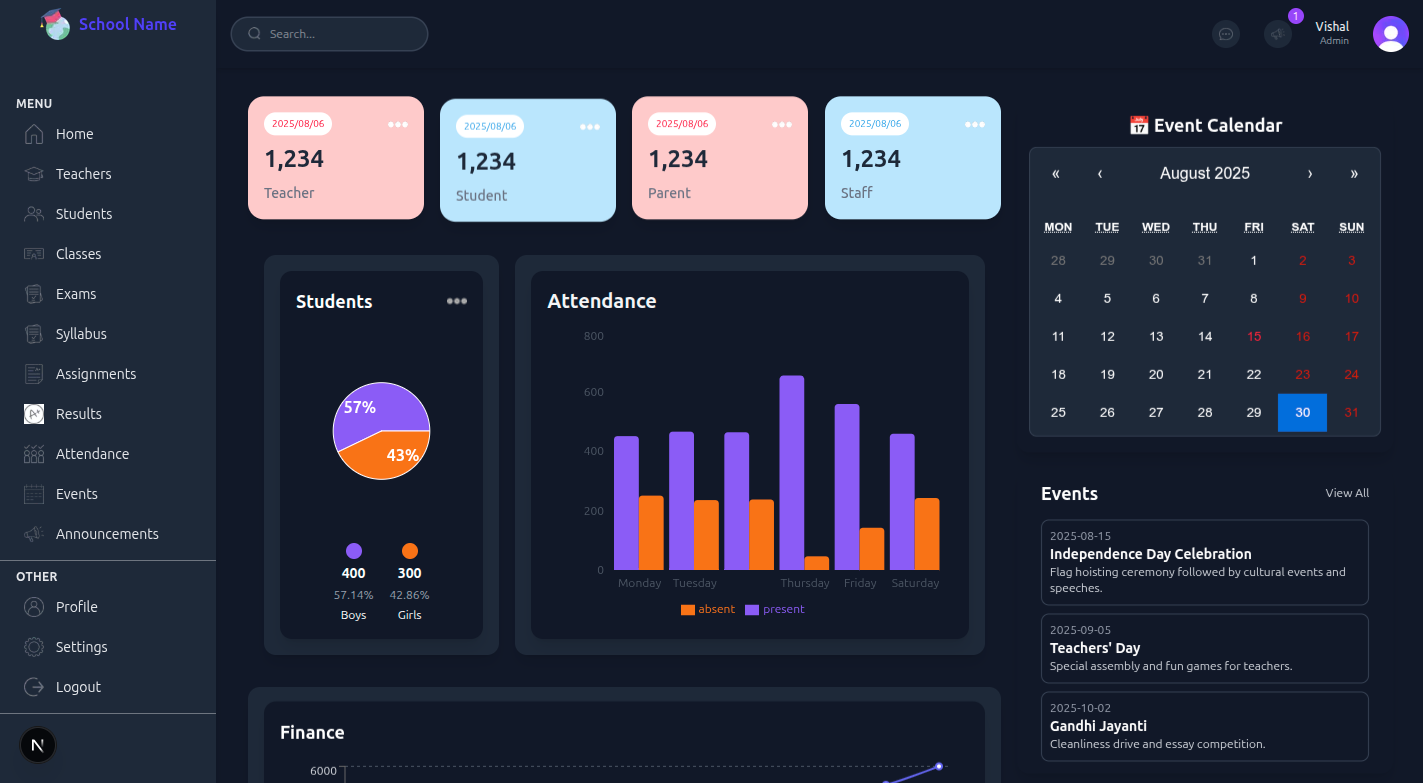 School Name
Search...
1
Vishal
Admin
MENU
Home
Teachers
Students
Classes
Exams
Syllabus
Assignments
Results
Attendance
Events
Announcements
OTHER
Profile
Settings
Logout
N
2025/08/06
1,234
Teacher
2025/08/06
1,234
Student
2025/08/06
1,234
Parent
2025/08/06
1,234
Staff
Students
57%
43%
400
57.14%
Boys
300
42.86%
Girls
Attendance
800
600
400
200
0
Monday Tuesday Thursday Friday Saturday
absent present
Finance
6000
Event Calendar
« ‹ August 2025 › »
MON TUE WED THU FRI SAT SUN
28 29 30 31 1 2 3
4 5 6 7 8 9 10
11 12 13 14 15 16 17
18 19 20 21 22 23 24
25 26 27 28 29 30 31
Events
View All
2025-08-15
Independence Day Celebration
Flag hoisting ceremony followed by cultural events and
speeches.
2025-09-05
Teachers' Day
Special assembly and fun games for teachers.
2025-10-02
Gandhi Jayanti
Cleanliness drive and essay competition.